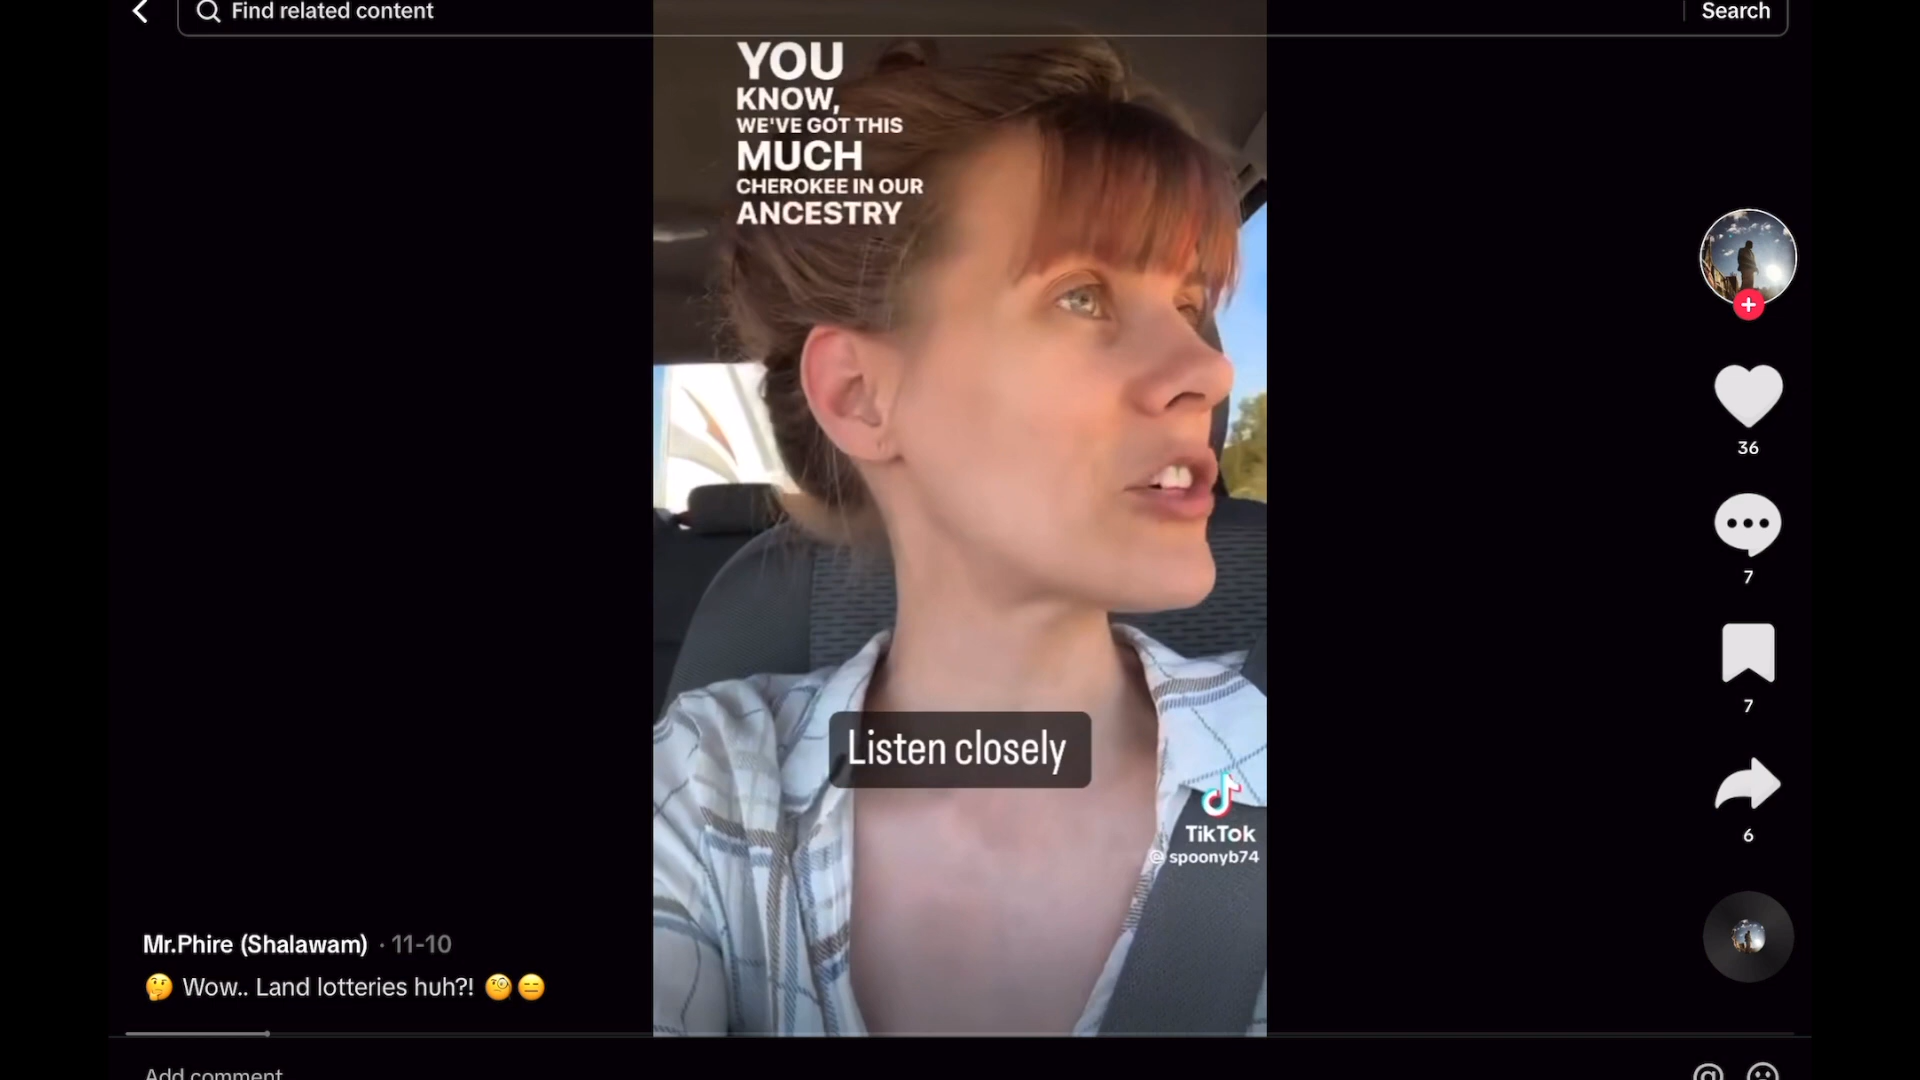 Find related content
Search
YOU
KNOW,
WE'VE GOT THIS
MUCH
CHEROKEE IN OUR
ANCESTRY
36
7
7
Listen closely
TikTok
@ spoonyb74
6
Mr.Phire (Shalawam) · 11-10
🤔 Wow.. Land lotteries huh?! 🧐😑
Add comment